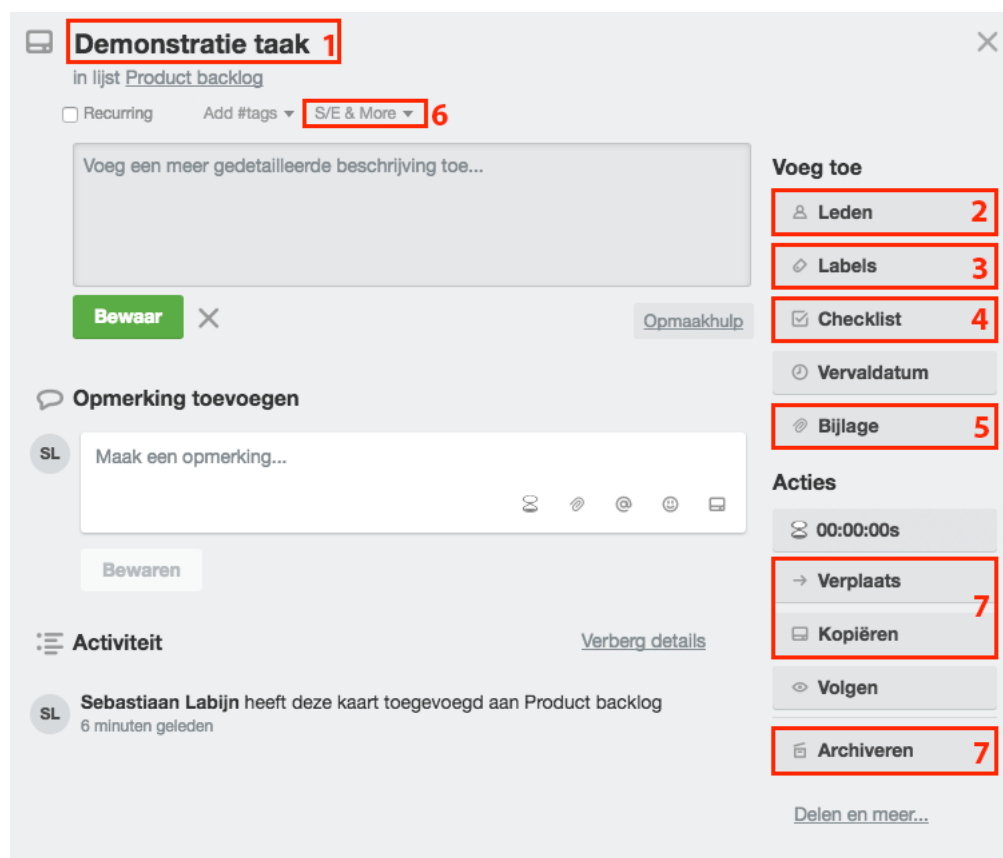 Demonstratie taak 1
in lijst Product backlog
Recurring Add #tags S/E & More 6
Voeg een meer gedetailleerde beschrijving toe...
Bewaar
Opmaakhulp
Opmerking toevoegen
SL
Maak een opmerking...
Bewaren
Activiteit Verberg details
SL
Sebastiaan Labijn heeft deze kaart toegevoegd aan Product backlog
6 minuten geleden
Voeg toe
Leden 2
Labels 3
Checklist 4
Vervaldatum
Bijlage 5
Acties
00:00:00s
Verplaats
7
Kopiëren
Volgen
Archiveren 7
Delen en meer...